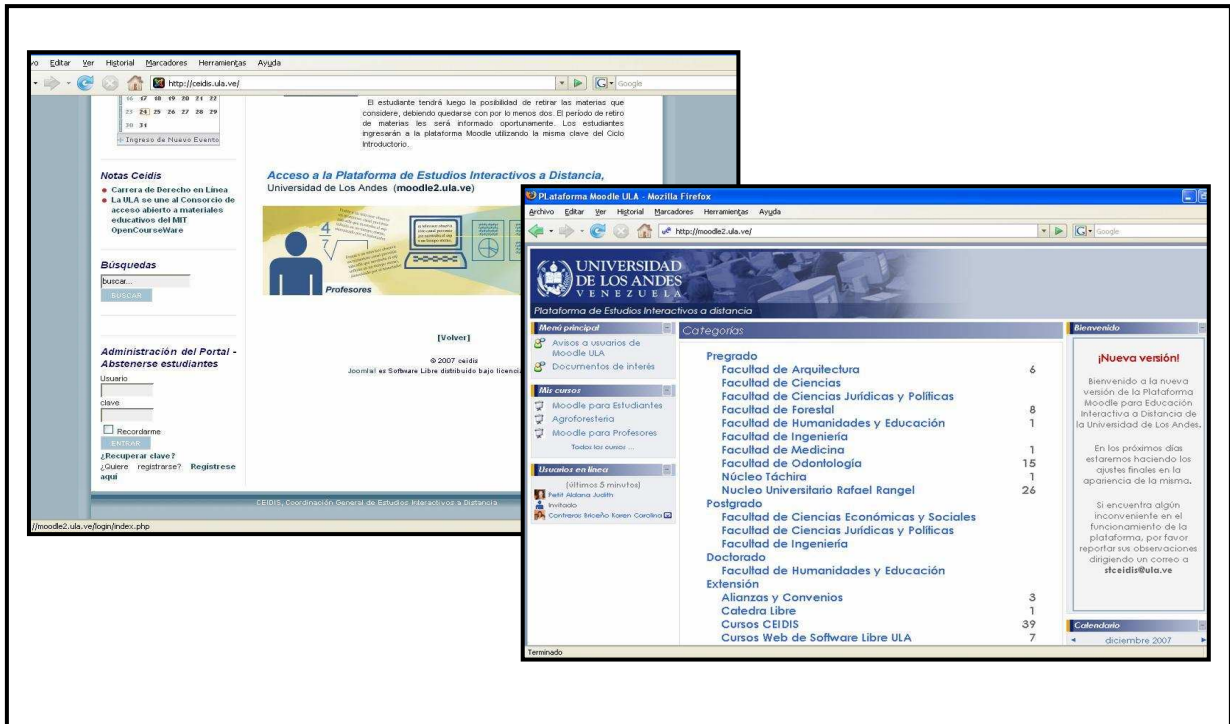 vo Editar Ver Historial Marcadores Herramientas Ayuda
http://ceidis.ula.ve/
Google
16 17 18 19 20 21 22
23 24 25 26 27 28 29
30 31
Ingreso de Nuevo Evento
El estudiante tendrá luego la posibilidad de retirar las materias que
considere, debiendo quedarse con por lo menos dos. El período de retiro
de materias les será informado oportunamente. Los estudiantes
ingresarán a la plataforma Moodle utilizando la misma clave del Ciclo
Introductorio.
Notas Ceidis
Carrera de Derecho en Línea
La ULA se une al Consorcio de
acceso abierto a materiales
educativos del MIT
OpenCourseWare
Búsquedas
buscar...
BUSCAR
Administración del Portal -
Abstenerse estudiantes
Usuario
clave
Recordarme
ENTRAR
¿Recuperar clave?
¿Quiere registrarse? Regístrese
aquí
Acceso a la Plataforma de Estudios Interactivos a Distancia,
Universidad de Los Andes (moodle2.ula.ve)
4
7
Profesores
[Volver]
© 2007 ceidis
Joomla! es Software Libre distribuido bajo licencia
CEIDIS, Coordinación General de Estudios Interactivos a Distancia
//moodle2.ula.ve/login/index.php
PLataforma Moodle ULA - Mozilla Firefox
Archivo Editar Ver Historial Marcadores Herramientas Ayuda
http://moodle2.ula.ve/
Google
UNIVERSIDAD
DE LOS ANDES
VENEZUELA
Plataforma de Estudios Interactivos a distancia
Menú principal
Avisos a usuarios de
Moodle ULA
Documentos de interés
Mis cursos
Moodle para Estudiantes
Agroforesteria
Moodle para Profesores
Todos los cursos ...
Usuarios en línea
(últimos 5 minutos)
Petit Aldana Judith
Invitado
Contreras Briceño Karen Carolina
Categorías
Pregrado
Facultad de Arquitectura 6
Facultad de Ciencias
Facultad de Ciencias Jurídicas y Políticas
Facultad de Forestal 8
Facultad de Humanidades y Educación 1
Facultad de Ingeniería
Facultad de Medicina 1
Facultad de Odontología 15
Núcleo Táchira 1
Nucleo Universitario Rafael Rangel 26
Postgrado
Facultad de Ciencias Económicas y Sociales
Facultad de Ciencias Jurídicas y Políticas
Facultad de Ingeniería
Doctorado
Facultad de Humanidades y Educación
Extensión
Alianzas y Convenios 3
Catedra Libre 1
Cursos CEIDIS 39
Cursos Web de Software Libre ULA 7
Bienvenido
¡Nueva versión!
Bienvenido a la nueva
versión de la Plataforma
Moodle para Educación
Interactiva a Distancia de
la Universidad de Los Andes.
En los próximos días
estaremos haciendo los
ajustes finales en la
apariencia de la misma.
Si encuentra algún
inconveniente en el
funcionamiento de la
plataforma, por favor
reportar sus observaciones
dirigiendo un correo a
stceidis@ula.ve
Calendario
diciembre 2007
Terminado